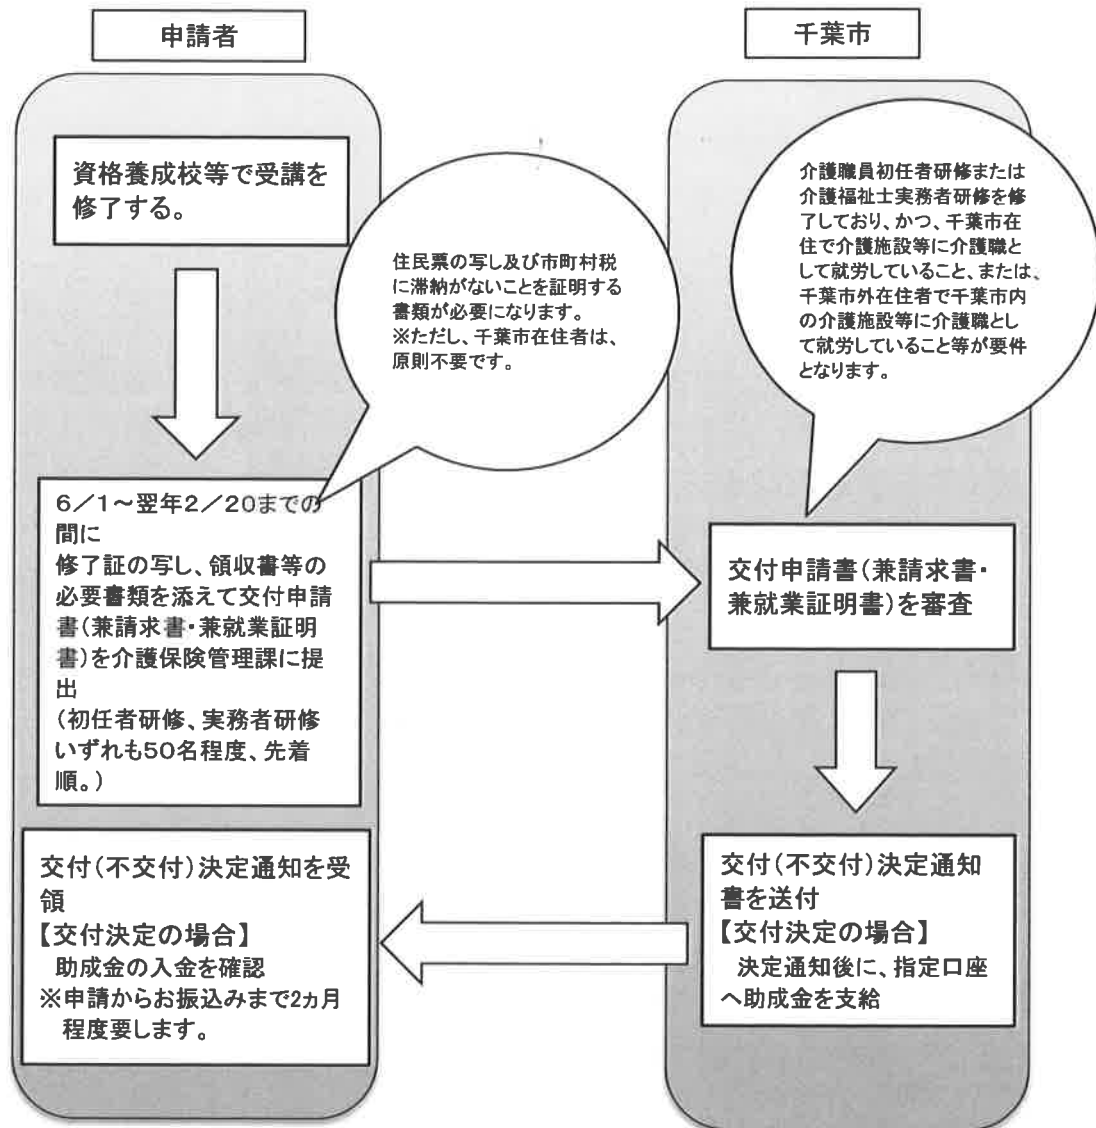 申請者
資格養成校等で受講を
修了する。
住民票の写し及び市町村税
に滞納がないことを証明する
書類が必要になります。
※ただし、千葉市在住者は、
原則不要です。
6/1~翌年2/20までの
間に
修了証の写し、領収書等の
必要書類を添えて交付申請
書(兼請求書・兼就業証明
書)を介護保険管理課に提
出
(初任者研修、実務者研修
いずれも50名程度、先着
順。)
交付(不交付)決定通知を受
領
【交付決定の場合】
助成金の入金を確認
※申請からお振込みまで2ヵ月
程度要します。
千葉市
介護職員初任者研修または
介護福祉士実務者研修を修
了しており、かつ、千葉市在
住で介護施設等に介護職と
して就労していること、または、
千葉市外在住者で千葉市内
の介護施設等に介護職とし
て就労していること等が要件
となります。
交付申請書(兼請求書・
兼就業証明書)を審査
交付(不交付)決定通知
書を送付
【交付決定の場合】
決定通知後に、指定口座
へ助成金を支給